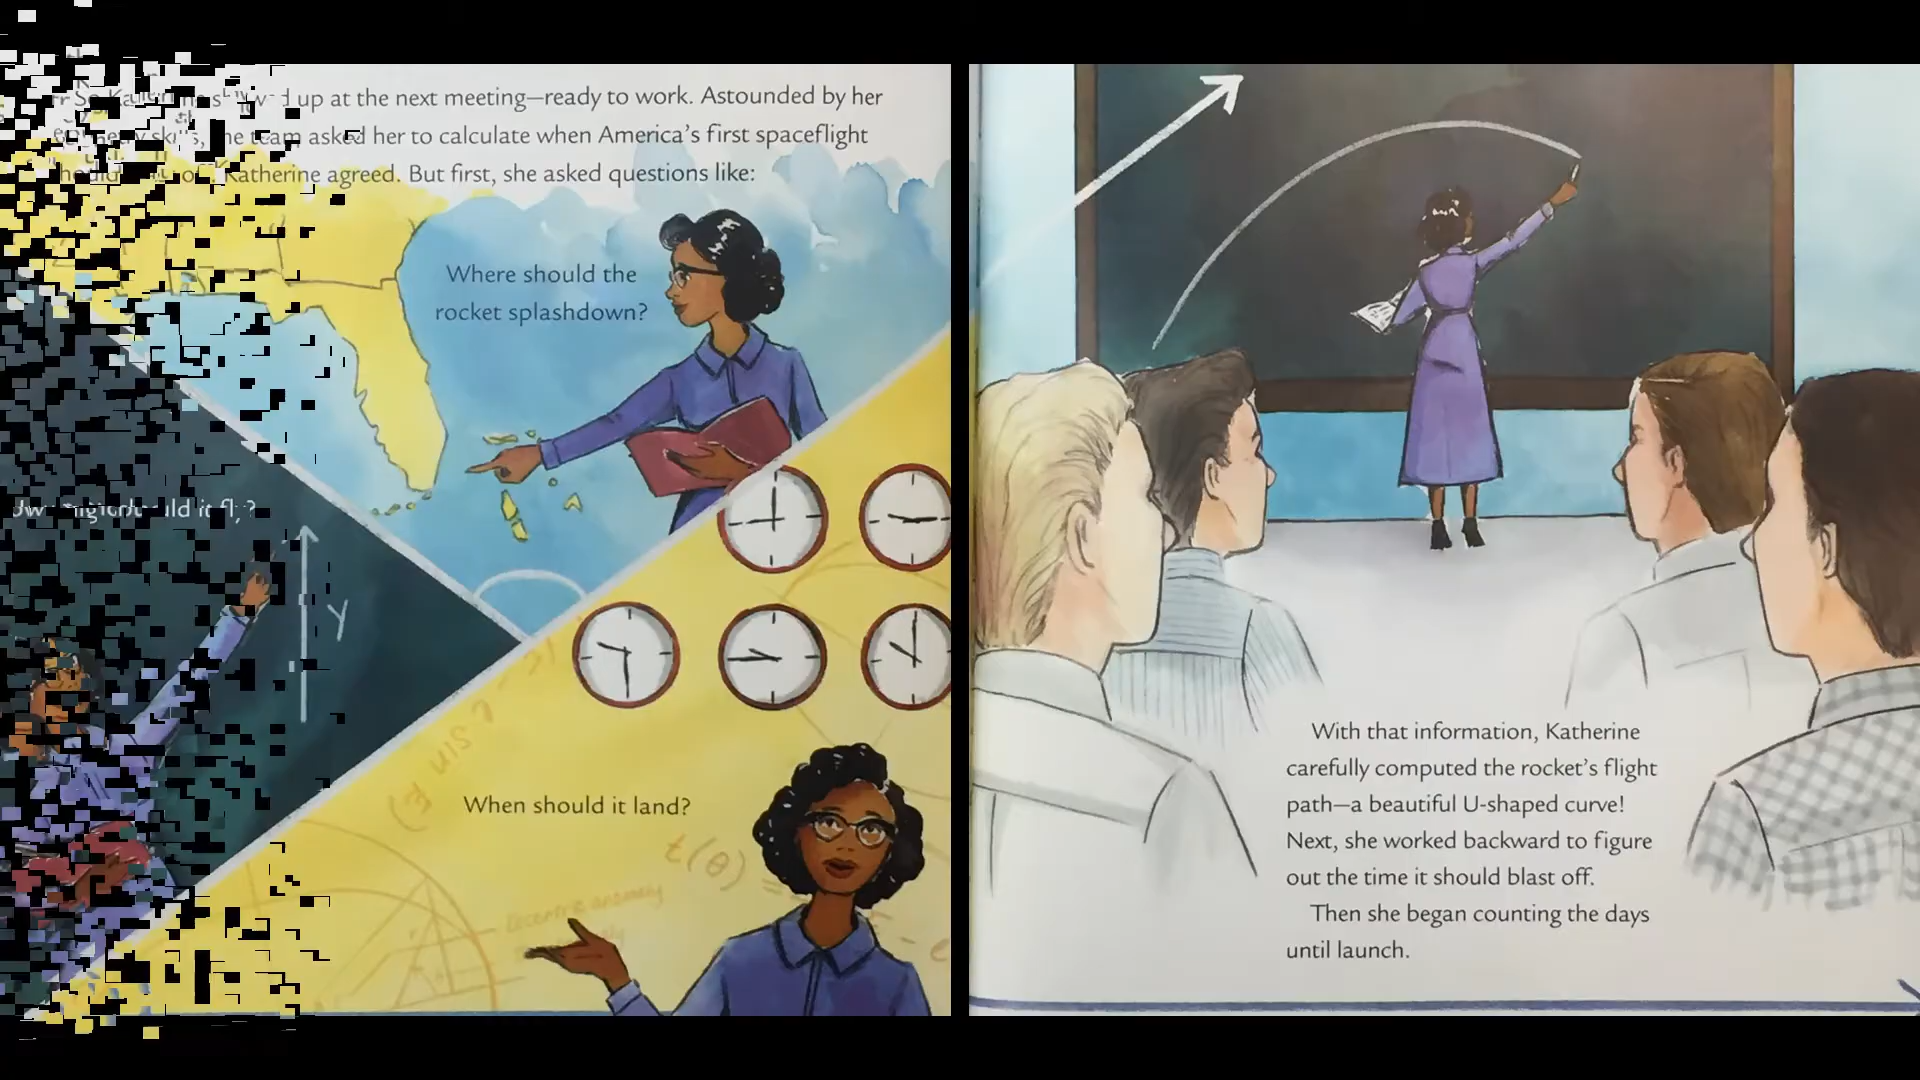 up at the next meeting—ready to work. Astounded by her
team asked her to calculate when America's first spaceflight
Katherine agreed. But first, she asked questions like:
Where should the
rocket splashdown?
it fly?
y
When should it land?
t(θ) =
With that information, Katherine
carefully computed the rocket's flight
path—a beautiful U-shaped curve!
Next, she worked backward to figure
out the time it should blast off.
Then she began counting the days
until launch.